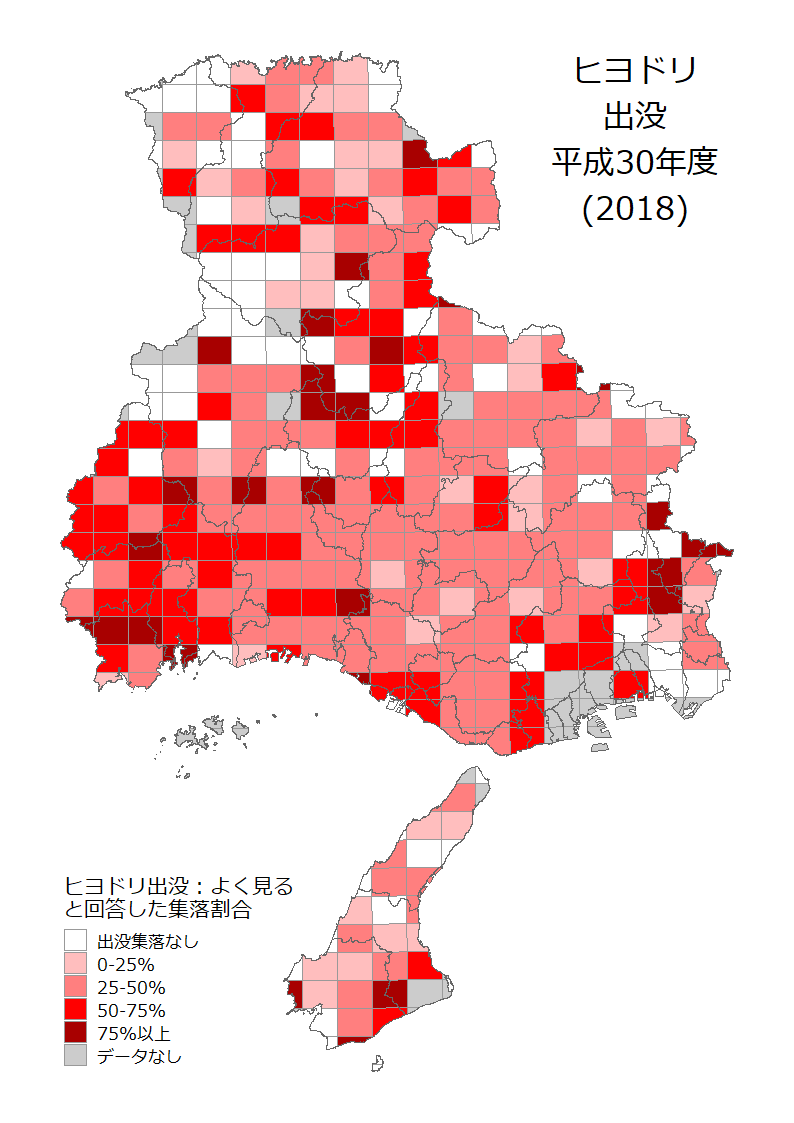 ヒヨドリ
出没
平成30年度
(2018)
ヒヨドリ出没：よく見る
と回答した集落割合
出没集落なし
0-25%
25-50%
50-75%
75%以上
データなし